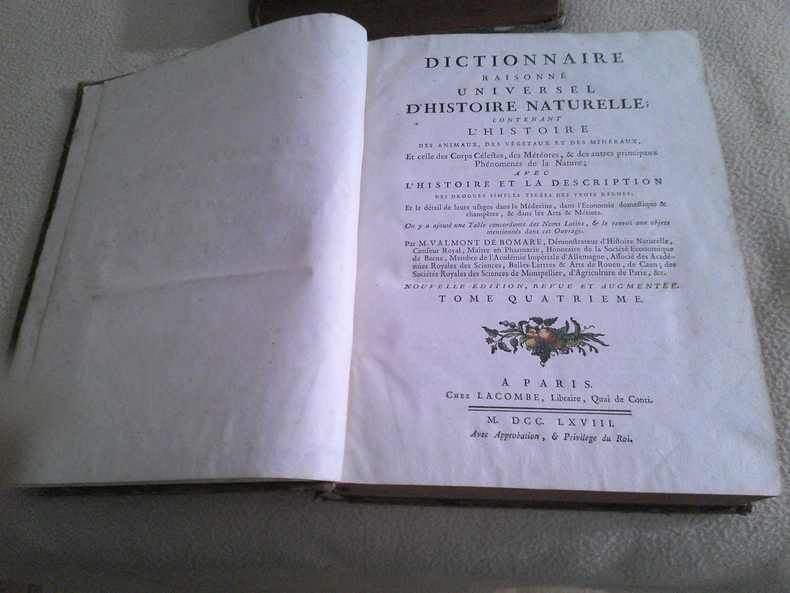 DICTIONNAIRE
RAISONNÉ
UNIVERSEL
D'HISTOIRE NATURELLE;
CONTENANT
L'HISTOIRE
DES ANIMAUX, DES VÉGÉTAUX ET DES MINÉRAUX,
Et celle des Corps Célestes, des Météores, & des autres principaux
Phénomenes de la Nature;
AVEC
L'HISTOIRE ET LA DESCRIPTION
DES DROGUES SIMPLES TIRÉES DES TROIS REGNES;
Et le détail de leurs usages dans la Médecine, dans l'Economie domestique &
champêtre, & dans les Arts & Métiers.
On y a ajouté une Table concordante des Noms Latins, & le renvoi aux objets
mentionnés dans cet Ouvrage.
Par M. VALMONT DE BOMARE, Démonstrateur d'Histoire Naturelle,
Censeur Royal, Maître en Pharmacie, Honoraire de la Société Economique
de Berne, Membre de l'Académie Impériale d'Allemagne, Associé des Acadé-
mies Royales des Sciences, Belles-Lettres & Arts de Rouen, de Caen; des
Sociétés Royales des Sciences de Montpellier, d'Agriculture de Paris, &c.
NOUVELLE ÉDITION, REVUE ET AUGMENTÉE.
TOME QUATRIEME.
A PARIS.
Chez LACOMBE, Libraire, Quai de Conti.
M. DCC. LXVIII.
Avec Approbation, & Privilege du Roi.